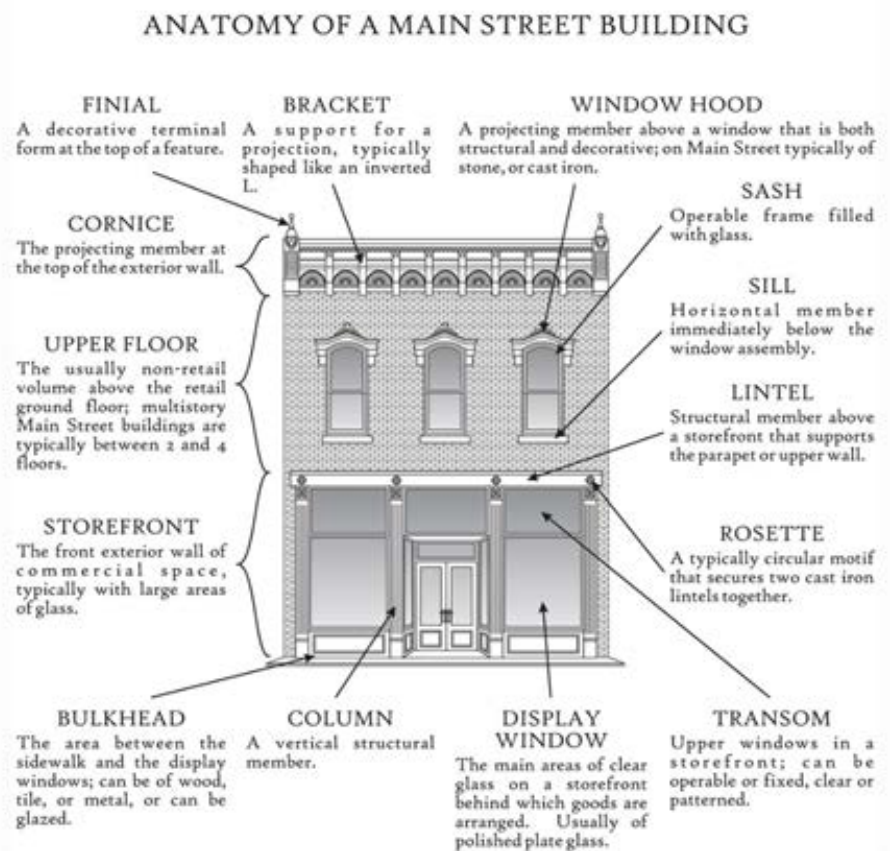 ANATOMY OF A MAIN STREET BUILDING
FINIAL
A decorative terminal
form at the top of a feature.
BRACKET
A support for a
projection, typically
shaped like an inverted
L.
WINDOW HOOD
A projecting member above a window that is both
structural and decorative; on Main Street typically of
stone, or cast iron.
CORNICE
The projecting member at
the top of the exterior wall.
SASH
Operable frame filled
with glass.
SILL
Horizontal member
immediately below the
window assembly.
UPPER FLOOR
The usually non-retail
volume above the retail
ground floor; multistory
Main Street buildings are
typically between 2 and 4
floors.
LINTEL
Structural member above
a storefront that supports
the parapet or upper wall.
STOREFRONT
The front exterior wall of
commercial space,
typically with large areas
of glass.
ROSETTE
A typically circular motif
that secures two cast iron
lintels together.
BULKHEAD
The area between the
sidewalk and the display
windows; can be of wood,
tile, or metal, or can be
glazed.
COLUMN
A vertical structural
member.
DISPLAY
WINDOW
The main areas of clear
glass on a storefront
behind which goods are
arranged. Usually of
polished plate glass.
TRANSOM
Upper windows in a
storefront; can be
operable or fixed, clear or
patterned.